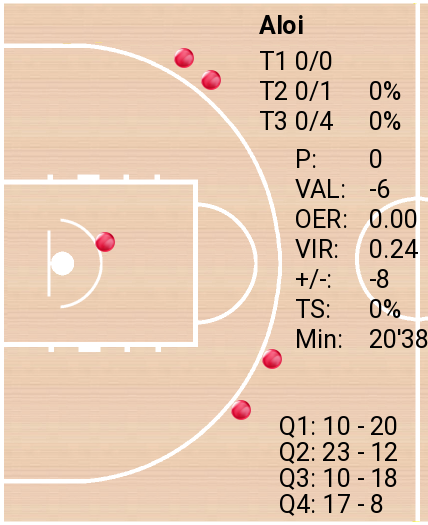 Aloi
T1 0/0
T2 0/1 0%
T3 0/4 0%
P: 0
VAL: -6
OER: 0.00
VIR: 0.24
+/-: -8
TS: 0%
Min: 20'38
Q1: 10 - 20
Q2: 23 - 12
Q3: 10 - 18
Q4: 17 - 8